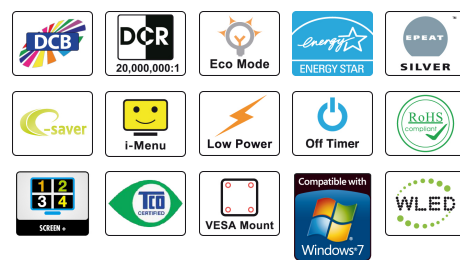 DCB
DCR
20,000,000:1
Eco Mode
energy
ENERGY STAR
EPEAT
™
SILVER
e-saver
i-Menu
Low Power
Off Timer
RoHS
compliant
1 2
3 4
SCREEN +
TCO
CERTIFIED
VESA Mount
Compatible with
Windows®7
WLED